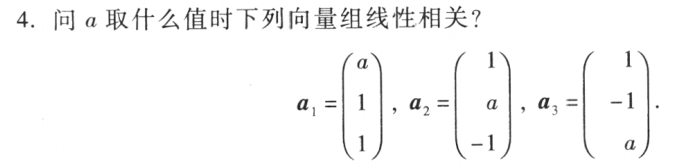 4. 问 a 取什么值时下列向量组线性相关?
a₁ = (a 1 1), a₂ = (1 a -1), a₃ = (1 -1 a).